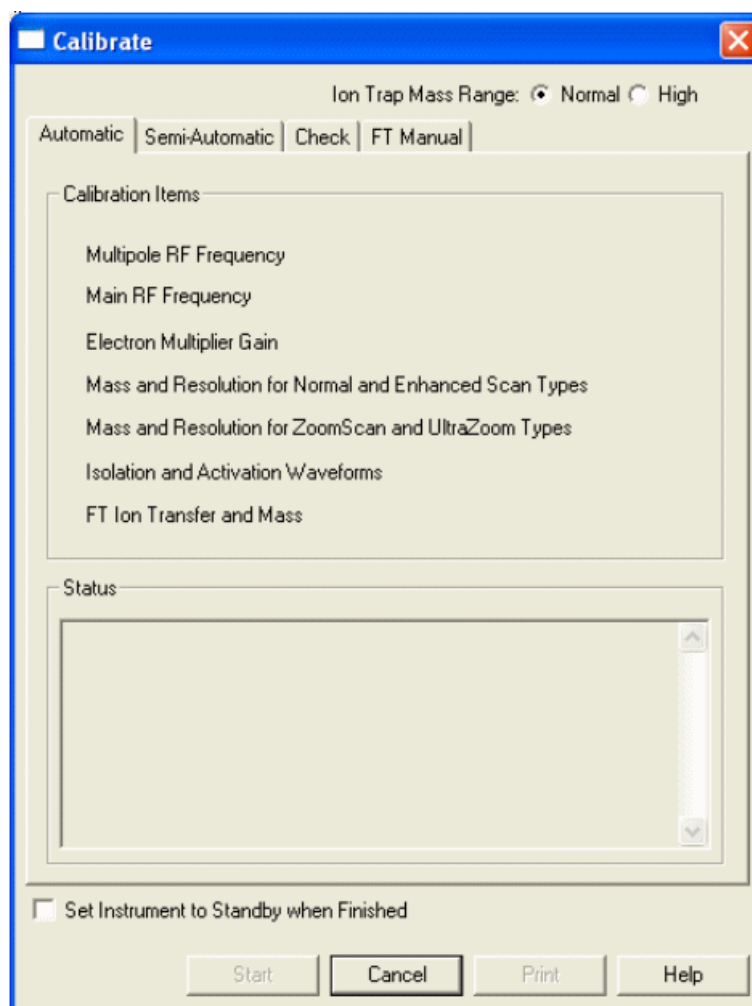 Calibrate
Ion Trap Mass Range: Normal High
Automatic Semi-Automatic Check FT Manual
Calibration Items
Multipole RF Frequency
Main RF Frequency
Electron Multiplier Gain
Mass and Resolution for Normal and Enhanced Scan Types
Mass and Resolution for ZoomScan and UltraZoom Types
Isolation and Activation Waveforms
FT Ion Transfer and Mass
Status
Set Instrument to Standby when Finished
Start Cancel Print Help